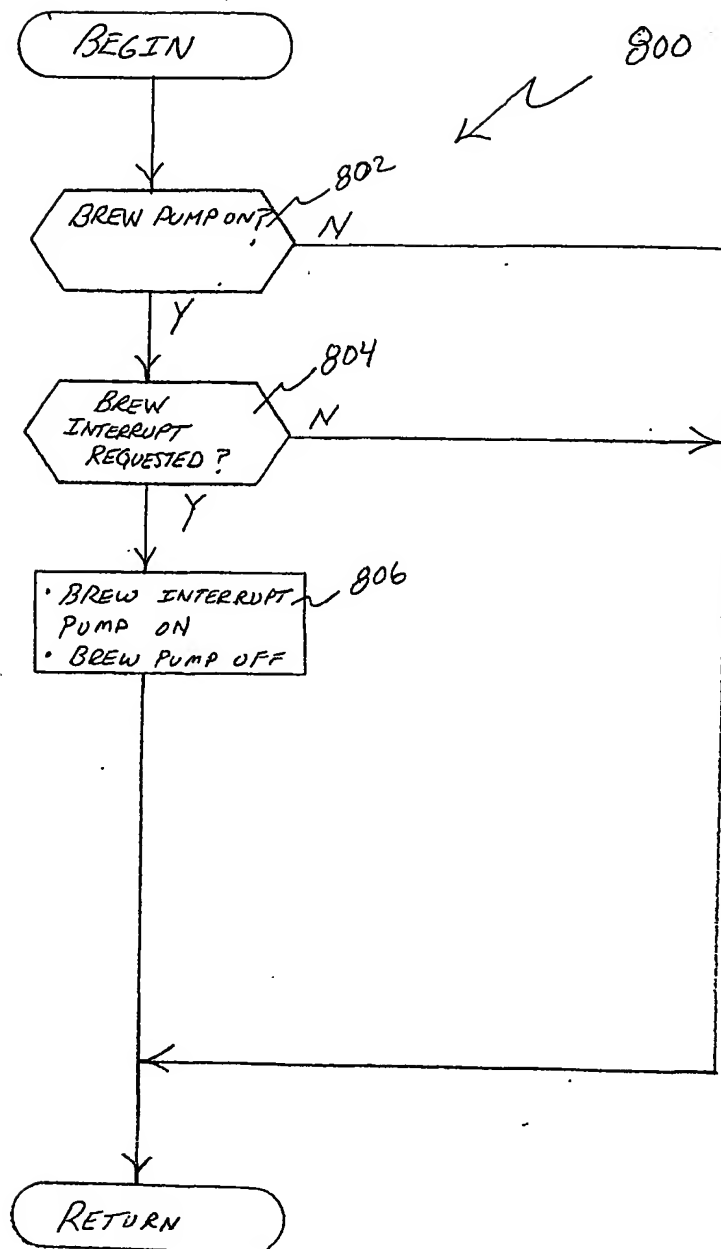 BEGIN
800
802
BREW PUMP ON?
N
Y
804
BREW
INTERRUPT
REQUESTED?
N
Y
806
• BREW INTERRUPT
PUMP ON
• BREW PUMP OFF
RETURN